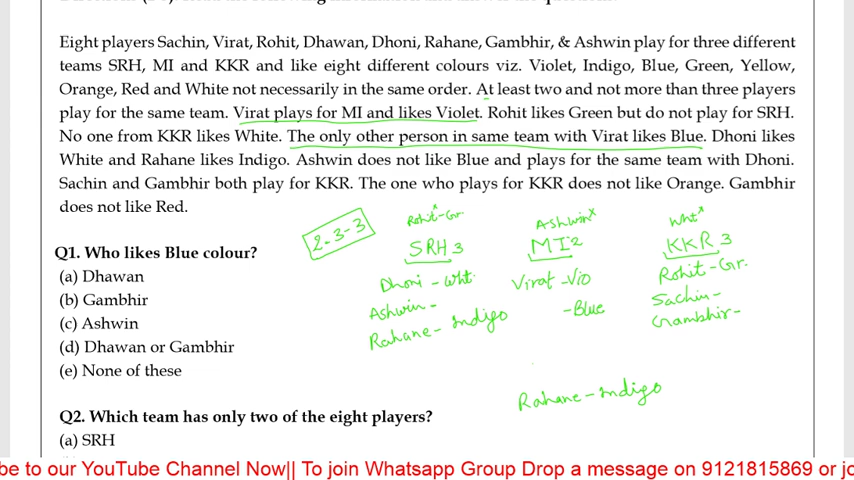 Eight players Sachin, Virat, Rohit, Dhawan, Dhoni, Rahane, Gambhir, & Ashwin play for three different
teams SRH, MI and KKR and like eight different colours viz. Violet, Indigo, Blue, Green, Yellow,
Orange, Red and White not necessarily in the same order. At least two and not more than three players
play for the same team. Virat plays for MI and likes Violet. Rohit likes Green but do not play for SRH.
No one from KKR likes White. The only other person in same team with Virat likes Blue. Dhoni likes
White and Rahane likes Indigo. Ashwin does not like Blue and plays for the same team with Dhoni.
Sachin and Gambhir both play for KKR. The one who plays for KKR does not like Orange. Gambhir
does not like Red.
2-3-3
Rohit-Gr. x
Ashwin x
Wht x
SRH 3
MI 2
KKR 3
Dhoni - Wht.
Virat - Vio
Rohit - Gr.
Ashwin -
- Blue
Sachin -
Rahane - Indigo
Gambhir -
Rahane - Indigo
Q1. Who likes Blue colour?
(a) Dhawan
(b) Gambhir
(c) Ashwin
(d) Dhawan or Gambhir
(e) None of these
Q2. Which team has only two of the eight players?
(a) SRH
be to our YouTube Channel Now|| To join Whatsapp Group Drop a message on 9121815869 or jo